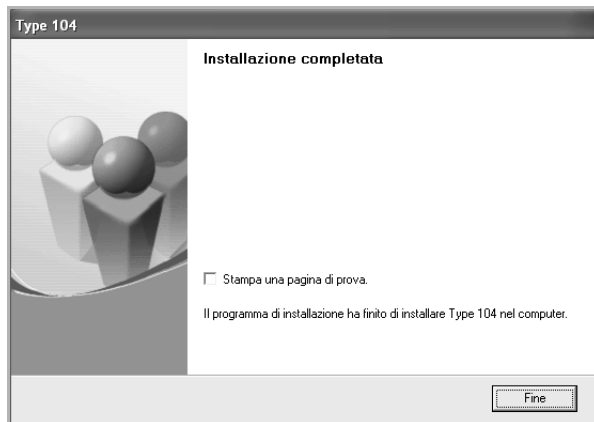 Type 104
Installazione completata
Stampa una pagina di prova.
Il programma di installazione ha finito di installare Type 104 nel computer.
Fine